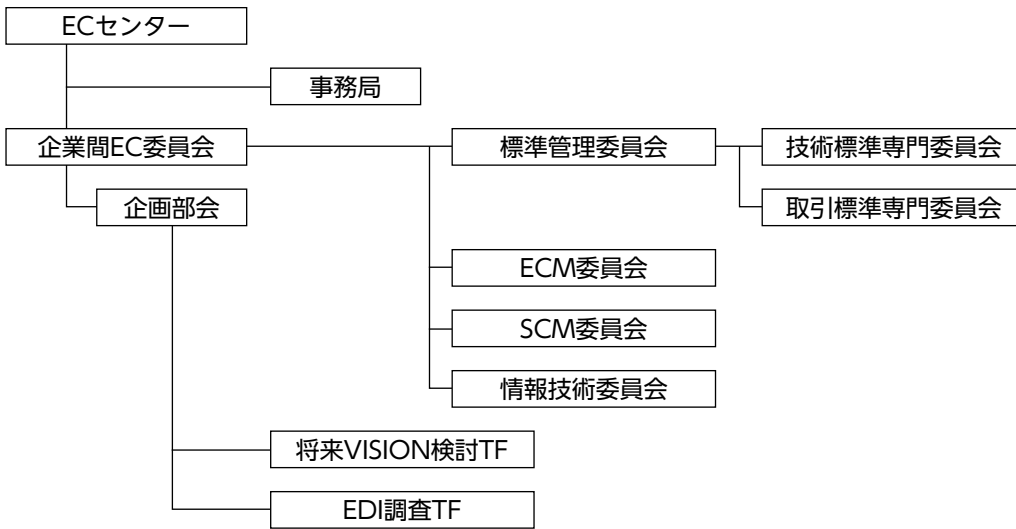 ECセンター
事務局
企業間EC委員会
標準管理委員会
技術標準専門委員会
企画部会
取引標準専門委員会
ECM委員会
SCM委員会
情報技術委員会
将来VISION検討TF
EDI調査TF